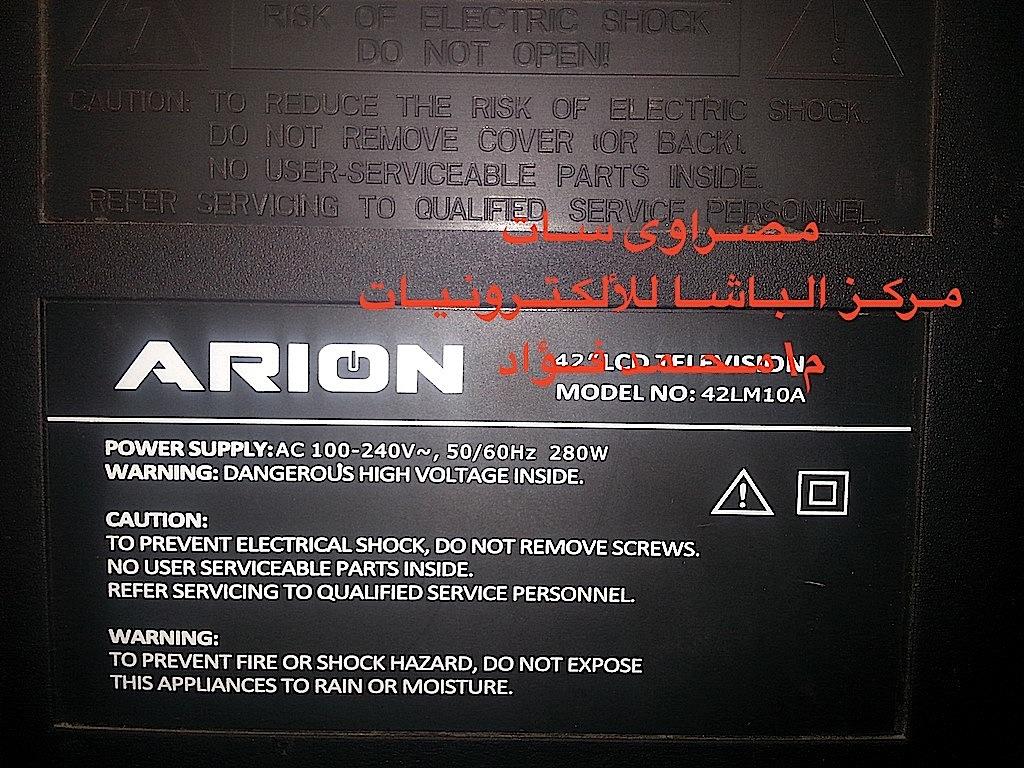 RISK OF ELECTRIC SHOCK
DO NOT OPEN!
CAUTION: TO REDUCE THE RISK OF ELECTRIC SHOCK.
DO NOT REMOVE COVER (OR BACK).
NO USER-SERVICEABLE PARTS INSIDE.
REFER SERVICING TO QUALIFIED SERVICE PERSONNEL.
مصراوى سات
مركز الباشا للألكترونيات
م\محمد فؤاد
ARION
42" LCD TELEVISION
MODEL NO: 42LM10A
POWER SUPPLY: AC 100-240V~, 50/60Hz 280W
WARNING: DANGEROUS HIGH VOLTAGE INSIDE.
CAUTION:
TO PREVENT ELECTRICAL SHOCK, DO NOT REMOVE SCREWS.
NO USER SERVICEABLE PARTS INSIDE.
REFER SERVICING TO QUALIFIED SERVICE PERSONNEL.
WARNING:
TO PREVENT FIRE OR SHOCK HAZARD, DO NOT EXPOSE
THIS APPLIANCES TO RAIN OR MOISTURE.